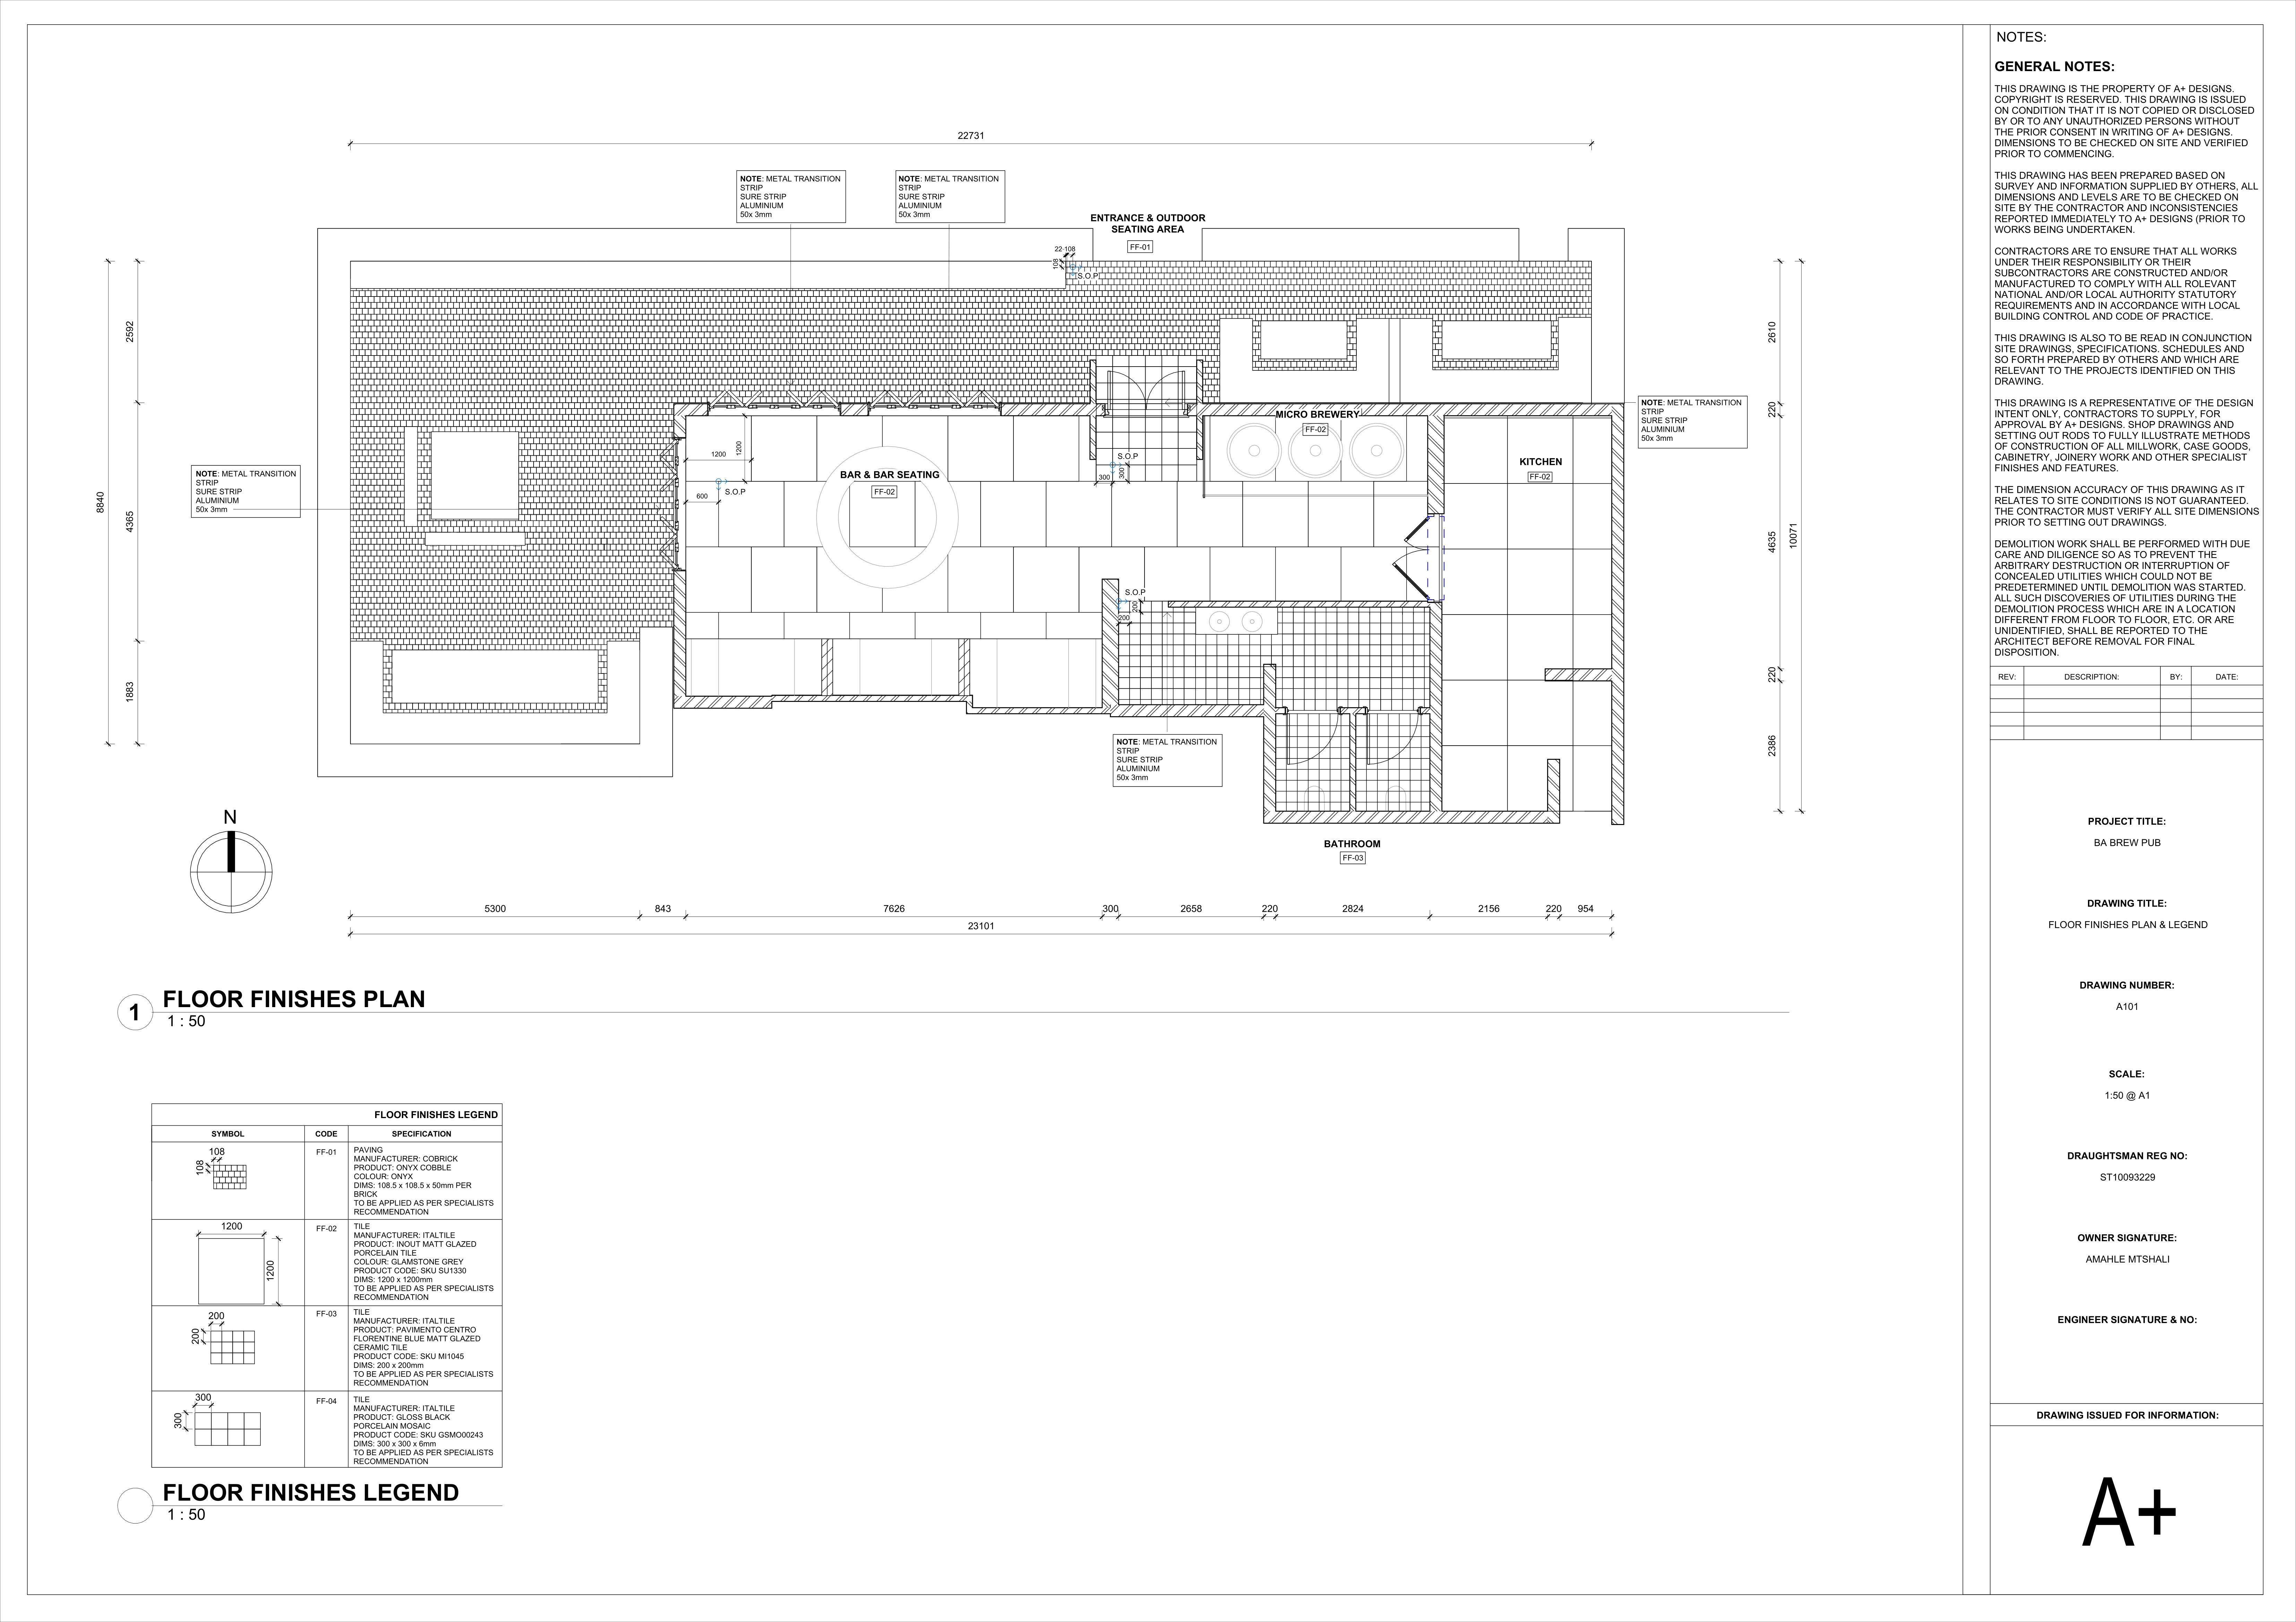 22731
NOTE: METAL TRANSITION
STRIP
SURE STRIP
ALUMINIUM
50x 3mm
NOTE: METAL TRANSITION
STRIP
SURE STRIP
ALUMINIUM
50x 3mm
ENTRANCE & OUTDOOR
SEATING AREA
FF-01
22 108
108
S.O.P
2592
8840
4365
1883
2610
220
4635
10071
220
2386
NOTE: METAL TRANSITION
STRIP
SURE STRIP
ALUMINIUM
50x 3mm
MICRO BREWERY
FF-02
1200
1200
S.O.P
600
BAR & BAR SEATING
FF-02
S.O.P
300
300
KITCHEN
FF-02
NOTE: METAL TRANSITION
STRIP
SURE STRIP
ALUMINIUM
50x 3mm
S.O.P
200
200
NOTE: METAL TRANSITION
STRIP
SURE STRIP
ALUMINIUM
50x 3mm
N
BATHROOM
FF-03
5300 843 7626 300 2658 220 2824 2156 220 954
23101
1 FLOOR FINISHES PLAN
1 : 50
FLOOR FINISHES LEGEND
SYMBOL CODE SPECIFICATION
108
108
FF-01
PAVING
MANUFACTURER: COBRICK
PRODUCT: ONYX COBBLE
COLOUR: ONYX
DIMS: 108.5 x 108.5 x 50mm PER
BRICK
TO BE APPLIED AS PER SPECIALISTS
RECOMMENDATION
1200
1200
FF-02
TILE
MANUFACTURER: ITALTILE
PRODUCT: INOUT MATT GLAZED
PORCELAIN TILE
COLOUR: GLAMSTONE GREY
PRODUCT CODE: SKU SU1330
DIMS: 1200 x 1200mm
TO BE APPLIED AS PER SPECIALISTS
RECOMMENDATION
200
200
FF-03
TILE
MANUFACTURER: ITALTILE
PRODUCT: PAVIMENTO CENTRO
FLORENTINE BLUE MATT GLAZED
CERAMIC TILE
PRODUCT CODE: SKU MI1045
DIMS: 200 x 200mm
TO BE APPLIED AS PER SPECIALISTS
RECOMMENDATION
300
300
FF-04
TILE
MANUFACTURER: ITALTILE
PRODUCT: GLOSS BLACK
PORCELAIN MOSAIC
PRODUCT CODE: SKU GSMO00243
DIMS: 300 x 300 x 6mm
TO BE APPLIED AS PER SPECIALISTS
RECOMMENDATION
FLOOR FINISHES LEGEND
1 : 50
NOTES:
GENERAL NOTES:
THIS DRAWING IS THE PROPERTY OF A+ DESIGNS.
COPYRIGHT IS RESERVED. THIS DRAWING IS ISSUED
ON CONDITION THAT IT IS NOT COPIED OR DISCLOSED
BY OR TO ANY UNAUTHORIZED PERSONS WITHOUT
THE PRIOR CONSENT IN WRITING OF A+ DESIGNS.
DIMENSIONS TO BE CHECKED ON SITE AND VERIFIED
PRIOR TO COMMENCING.
THIS DRAWING HAS BEEN PREPARED BASED ON
SURVEY AND INFORMATION SUPPLIED BY OTHERS, ALL
DIMENSIONS AND LEVELS ARE TO BE CHECKED ON
SITE BY THE CONTRACTOR AND INCONSISTENCIES
REPORTED IMMEDIATELY TO A+ DESIGNS (PRIOR TO
WORKS BEING UNDERTAKEN.
CONTRACTORS ARE TO ENSURE THAT ALL WORKS
UNDER THEIR RESPONSIBILITY OR THEIR
SUBCONTRACTORS ARE CONSTRUCTED AND/OR
MANUFACTURED TO COMPLY WITH ALL ROLEVANT
NATIONAL AND/OR LOCAL AUTHORITY STATUTORY
REQUIREMENTS AND IN ACCORDANCE WITH LOCAL
BUILDING CONTROL AND CODE OF PRACTICE.
THIS DRAWING IS ALSO TO BE READ IN CONJUNCTION
SITE DRAWINGS, SPECIFICATIONS. SCHEDULES AND
SO FORTH PREPARED BY OTHERS AND WHICH ARE
RELEVANT TO THE PROJECTS IDENTIFIED ON THIS
DRAWING.
THIS DRAWING IS A REPRESENTATIVE OF THE DESIGN
INTENT ONLY, CONTRACTORS TO SUPPLY, FOR
APPROVAL BY A+ DESIGNS. SHOP DRAWINGS AND
SETTING OUT RODS TO FULLY ILLUSTRATE METHODS
OF CONSTRUCTION OF ALL MILLWORK, CASE GOODS,
CABINETRY, JOINERY WORK AND OTHER SPECIALIST
FINISHES AND FEATURES.
THE DIMENSION ACCURACY OF THIS DRAWING AS IT
RELATES TO SITE CONDITIONS IS NOT GUARANTEED.
THE CONTRACTOR MUST VERIFY ALL SITE DIMENSIONS
PRIOR TO SETTING OUT DRAWINGS.
DEMOLITION WORK SHALL BE PERFORMED WITH DUE
CARE AND DILIGENCE SO AS TO PREVENT THE
ARBITRARY DESTRUCTION OR INTERRUPTION OF
CONCEALED UTILITIES WHICH COULD NOT BE
PREDETERMINED UNTIL DEMOLITION WAS STARTED.
ALL SUCH DISCOVERIES OF UTILITIES DURING THE
DEMOLITION PROCESS WHICH ARE IN A LOCATION
DIFFERENT FROM FLOOR TO FLOOR, ETC. OR ARE
UNIDENTIFIED, SHALL BE REPORTED TO THE
ARCHITECT BEFORE REMOVAL FOR FINAL
DISPOSITION.
REV: DESCRIPTION: BY: DATE:
PROJECT TITLE:
BA BREW PUB
DRAWING TITLE:
FLOOR FINISHES PLAN & LEGEND
DRAWING NUMBER:
A101
SCALE:
1:50 @ A1
DRAUGHTSMAN REG NO:
ST10093229
OWNER SIGNATURE:
AMAHLE MTSHALI
ENGINEER SIGNATURE & NO:
DRAWING ISSUED FOR INFORMATION:
A+